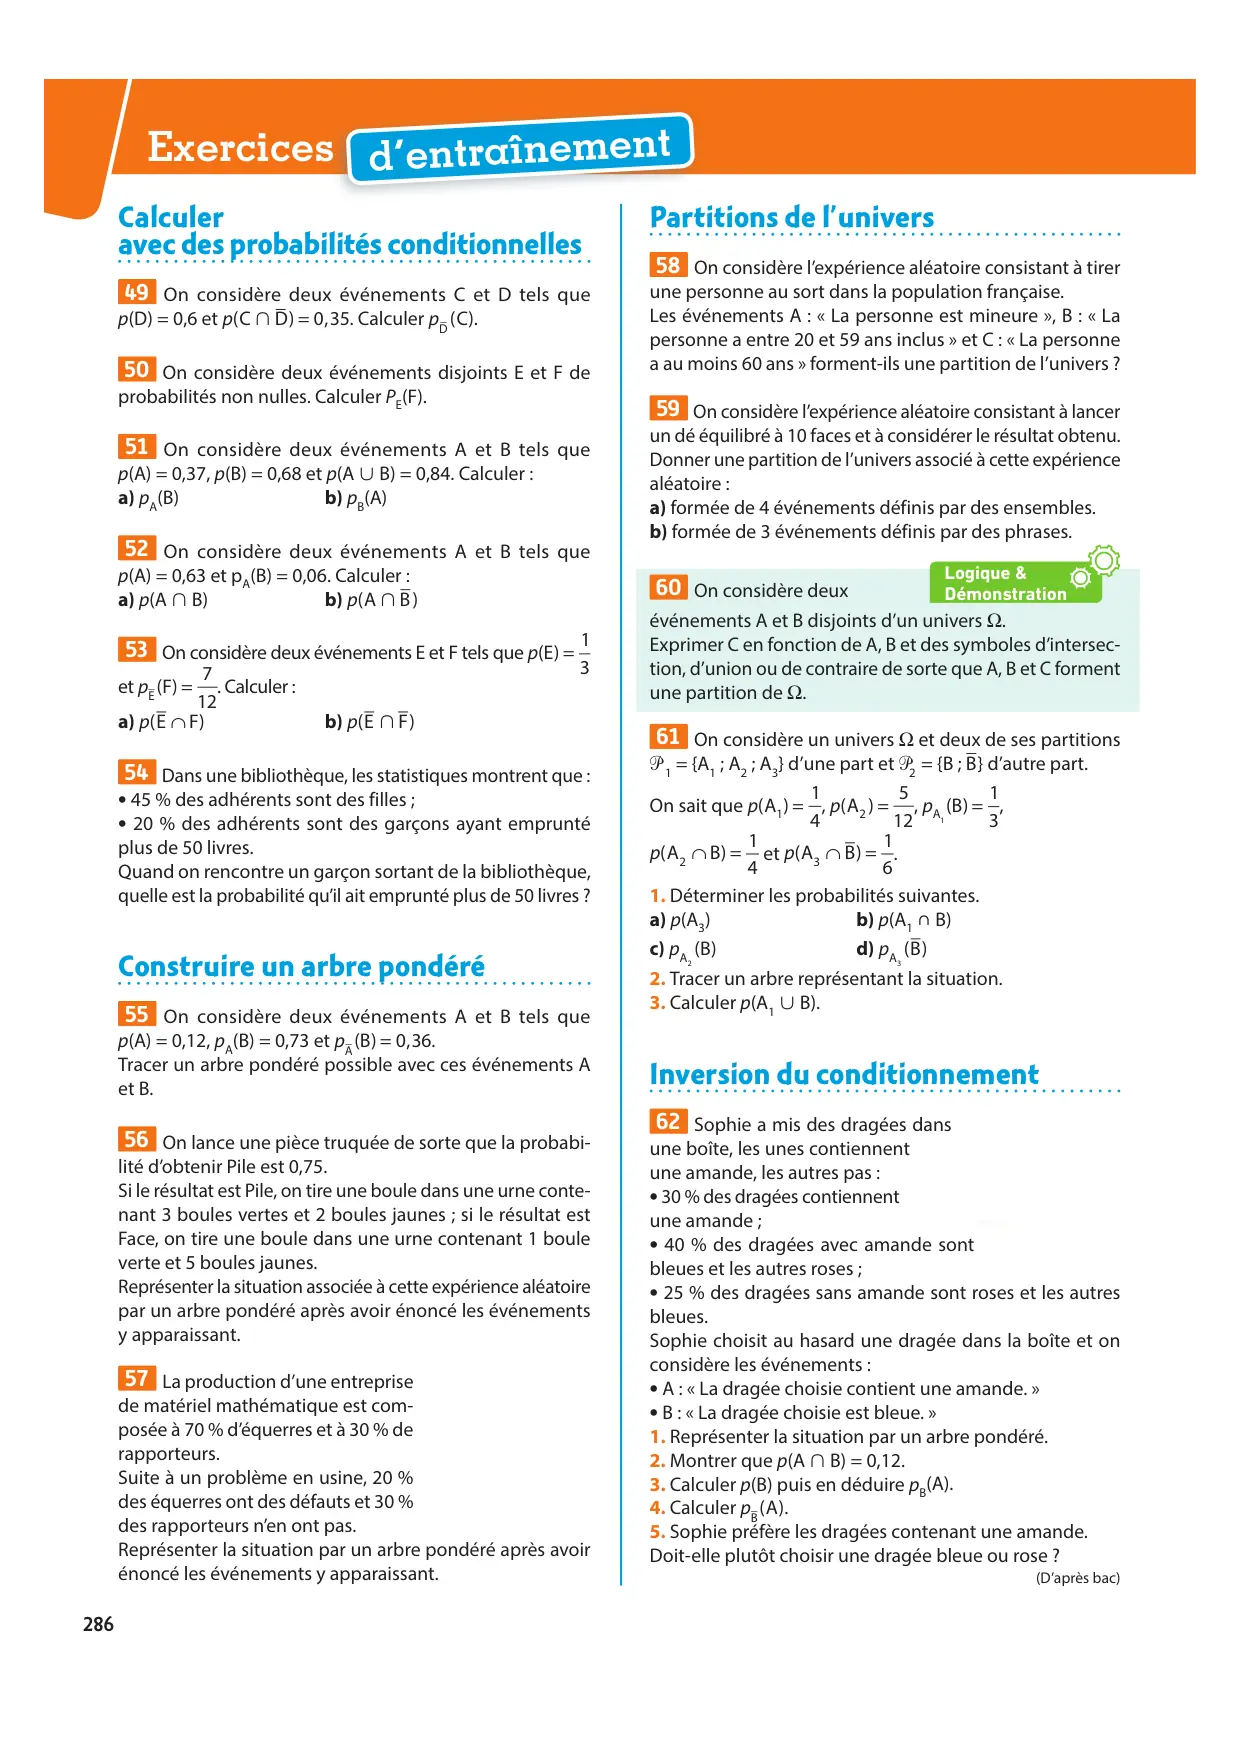 Exercices d'entraînement
Calculer
avec des probabilités conditionnelles
49 On considère deux événements C et D tels que
p(D) = 0,6 et p(C ∩ D̅) = 0,35. Calculer p_D̅ (C).
50 On considère deux événements disjoints E et F de
probabilités non nulles. Calculer P_E(F).
51 On considère deux événements A et B tels que
p(A) = 0,37, p(B) = 0,68 et p(A ∪ B) = 0,84. Calculer :
a) p_A(B) b) p_B(A)
52 On considère deux événements A et B tels que
p(A) = 0,63 et p_A(B) = 0,06. Calculer :
a) p(A ∩ B) b) p(A ∩ B̅)
53 On considère deux événements E et F tels que p(E) = 1/3
et p_E̅ (F) = 7/12. Calculer :
a) p(E̅ ∩ F) b) p(E̅ ∩ F̅)
54 Dans une bibliothèque, les statistiques montrent que :
• 45 % des adhérents sont des filles ;
• 20 % des adhérents sont des garçons ayant emprunté
plus de 50 livres.
Quand on rencontre un garçon sortant de la bibliothèque,
quelle est la probabilité qu'il ait emprunté plus de 50 livres ?
Construire un arbre pondéré
55 On considère deux événements A et B tels que
p(A) = 0,12, p_A(B) = 0,73 et p_A̅ (B) = 0,36.
Tracer un arbre pondéré possible avec ces événements A
et B.
56 On lance une pièce truquée de sorte que la probabi-
lité d'obtenir Pile est 0,75.
Si le résultat est Pile, on tire une boule dans une urne conte-
nant 3 boules vertes et 2 boules jaunes ; si le résultat est
Face, on tire une boule dans une urne contenant 1 boule
verte et 5 boules jaunes.
Représenter la situation associée à cette expérience aléatoire
par un arbre pondéré après avoir énoncé les événements
y apparaissant.
57 La production d'une entreprise
de matériel mathématique est com-
posée à 70 % d'équerres et à 30 % de
rapporteurs.
Suite à un problème en usine, 20 %
des équerres ont des défauts et 30 %
des rapporteurs n'en ont pas.
Représenter la situation par un arbre pondéré après avoir
énoncé les événements y apparaissant.
286
Partitions de l'univers
58 On considère l'expérience aléatoire consistant à tirer
une personne au sort dans la population française.
Les événements A : « La personne est mineure », B : « La
personne a entre 20 et 59 ans inclus » et C : « La personne
a au moins 60 ans » forment-ils une partition de l'univers ?
59 On considère l'expérience aléatoire consistant à lancer
un dé équilibré à 10 faces et à considérer le résultat obtenu.
Donner une partition de l'univers associé à cette expérience
aléatoire :
a) formée de 4 événements définis par des ensembles.
b) formée de 3 événements définis par des phrases.
Logique &
Démonstration
60 On considère deux
événements A et B disjoints d'un univers Ω.
Exprimer C en fonction de A, B et des symboles d'intersec-
tion, d'union ou de contraire de sorte que A, B et C forment
une partition de Ω.
61 On considère un univers Ω et deux de ses partitions
𝒫₁ = {A₁ ; A₂ ; A₃} d'une part et 𝒫₂ = {B ; B̅} d'autre part.
On sait que p(A₁) = 1/4, p(A₂) = 5/12, p_A₁ (B) = 1/3,
p(A₂ ∩ B) = 1/4 et p(A₃ ∩ B̅) = 1/6.
1. Déterminer les probabilités suivantes.
a) p(A₃) b) p(A₁ ∩ B)
c) p_A₂ (B) d) p_A₃ (B̅)
2. Tracer un arbre représentant la situation.
3. Calculer p(A₁ ∪ B).
Inversion du conditionnement
62 Sophie a mis des dragées dans
une boîte, les unes contiennent
une amande, les autres pas :
• 30 % des dragées contiennent
une amande ;
• 40 % des dragées avec amande sont
bleues et les autres roses ;
• 25 % des dragées sans amande sont roses et les autres
bleues.
Sophie choisit au hasard une dragée dans la boîte et on
considère les événements :
• A : « La dragée choisie contient une amande. »
• B : « La dragée choisie est bleue. »
1. Représenter la situation par un arbre pondéré.
2. Montrer que p(A ∩ B) = 0,12.
3. Calculer p(B) puis en déduire p_B(A).
4. Calculer p_B̅ (A).
5. Sophie préfère les dragées contenant une amande.
Doit-elle plutôt choisir une dragée bleue ou rose ?
(D'après bac)